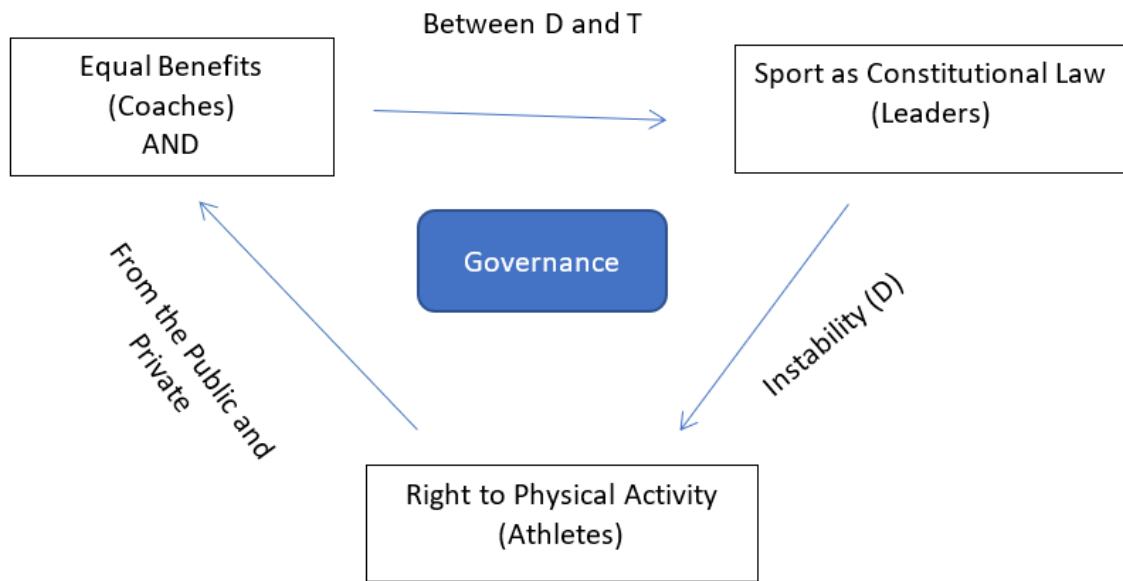 Between D and T
Equal Benefits
(Coaches)
AND
Sport as Constitutional Law
(Leaders)
Governance
From the Public and
Private
Instability (D)
Right to Physical Activity
(Athletes)